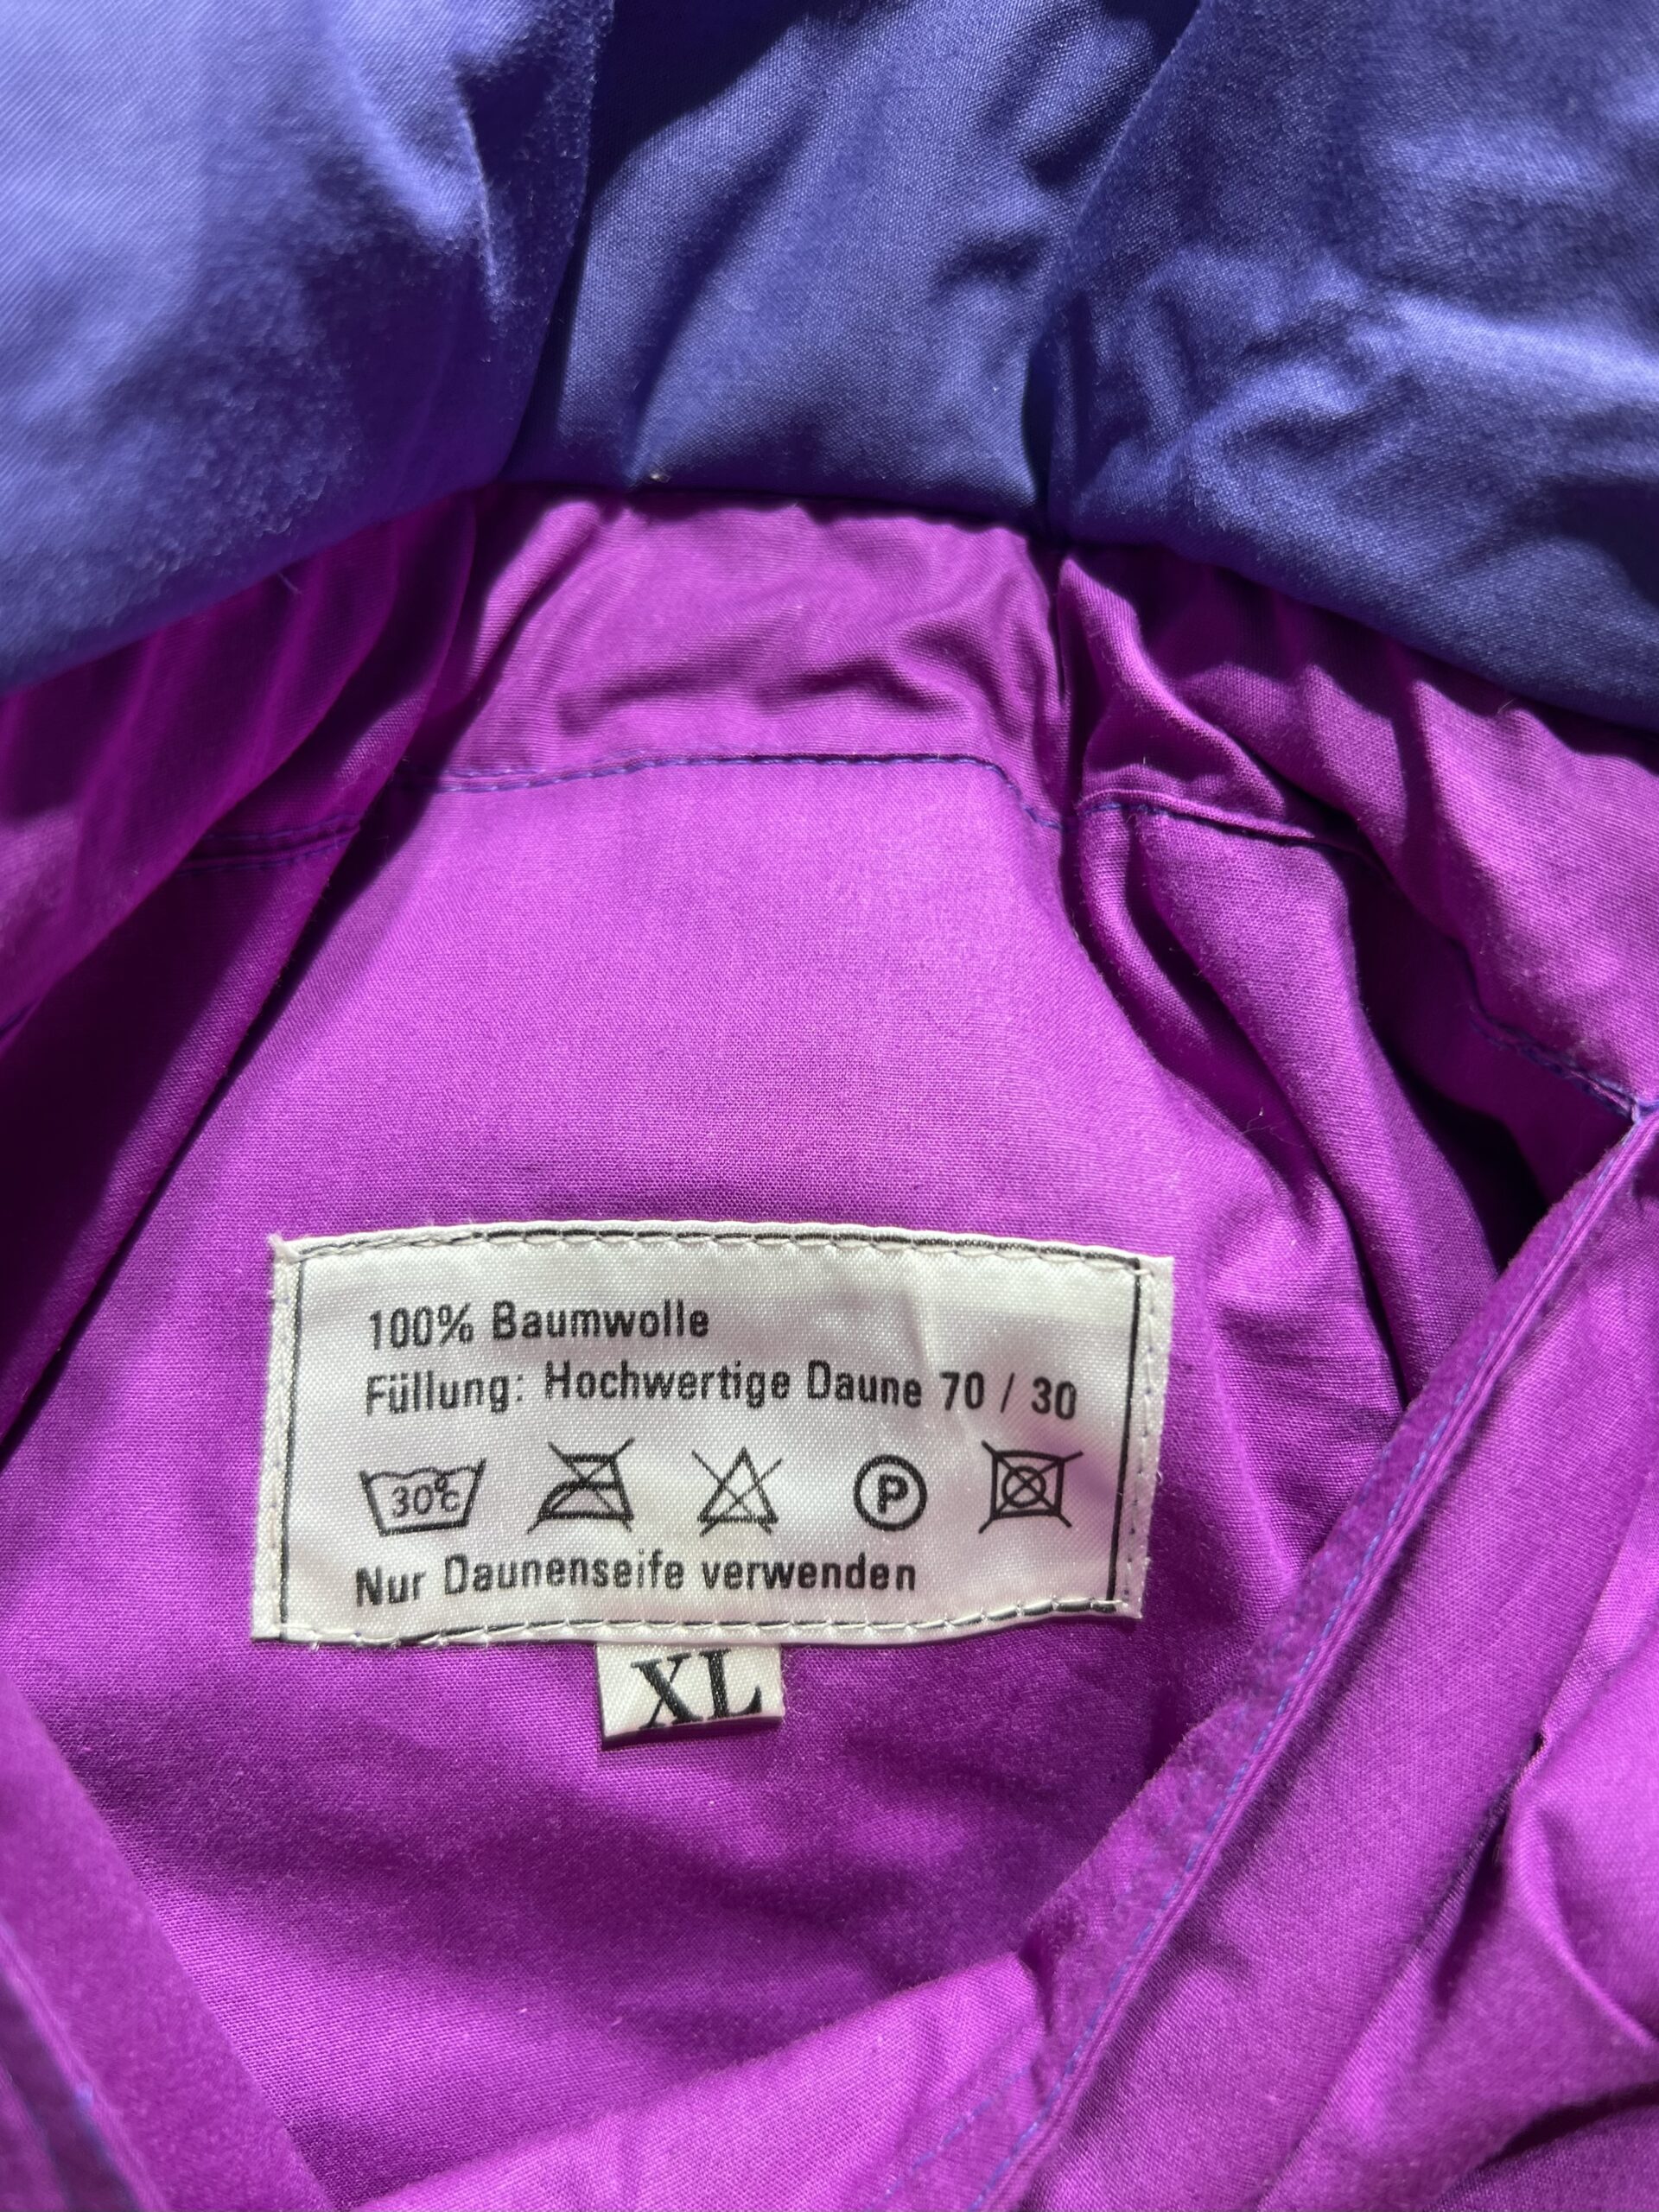 100% Baumwolle
Füllung: Hochwertige Daune 70 / 30
30°C P
Nur Daunenseife verwenden
XL